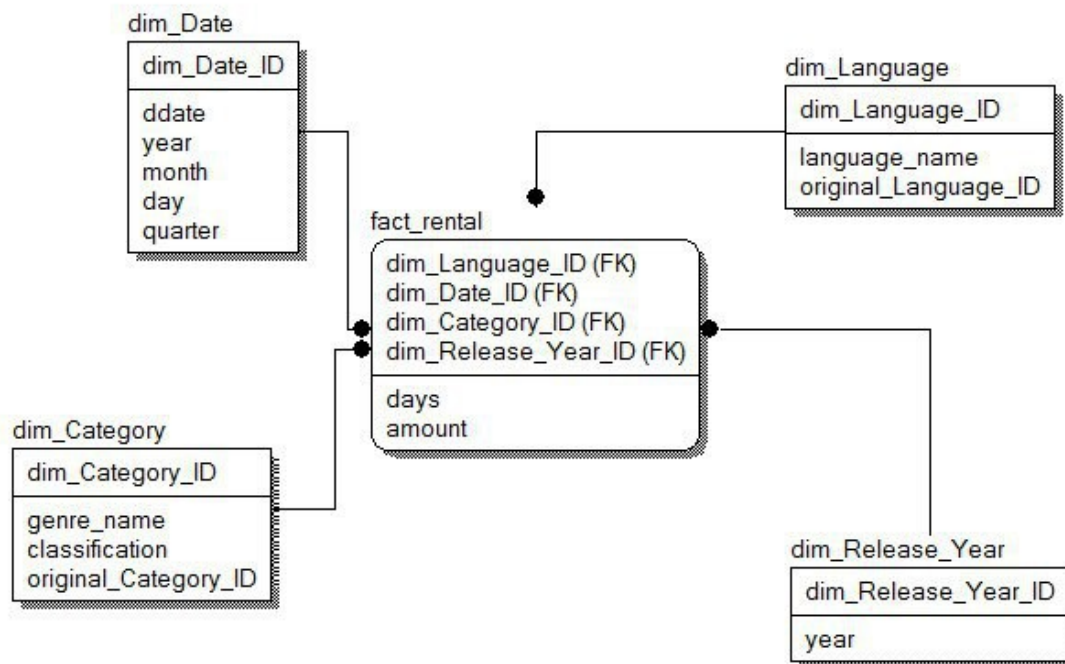 dim_Date
dim_Date_ID
ddate
year
month
day
quarter
dim_Language
dim_Language_ID
language_name
original_Language_ID
fact_rental
dim_Language_ID (FK)
dim_Date_ID (FK)
dim_Category_ID (FK)
dim_Release_Year_ID (FK)
days
amount
dim_Category
dim_Category_ID
genre_name
classification
original_Category_ID
dim_Release_Year
dim_Release_Year_ID
year